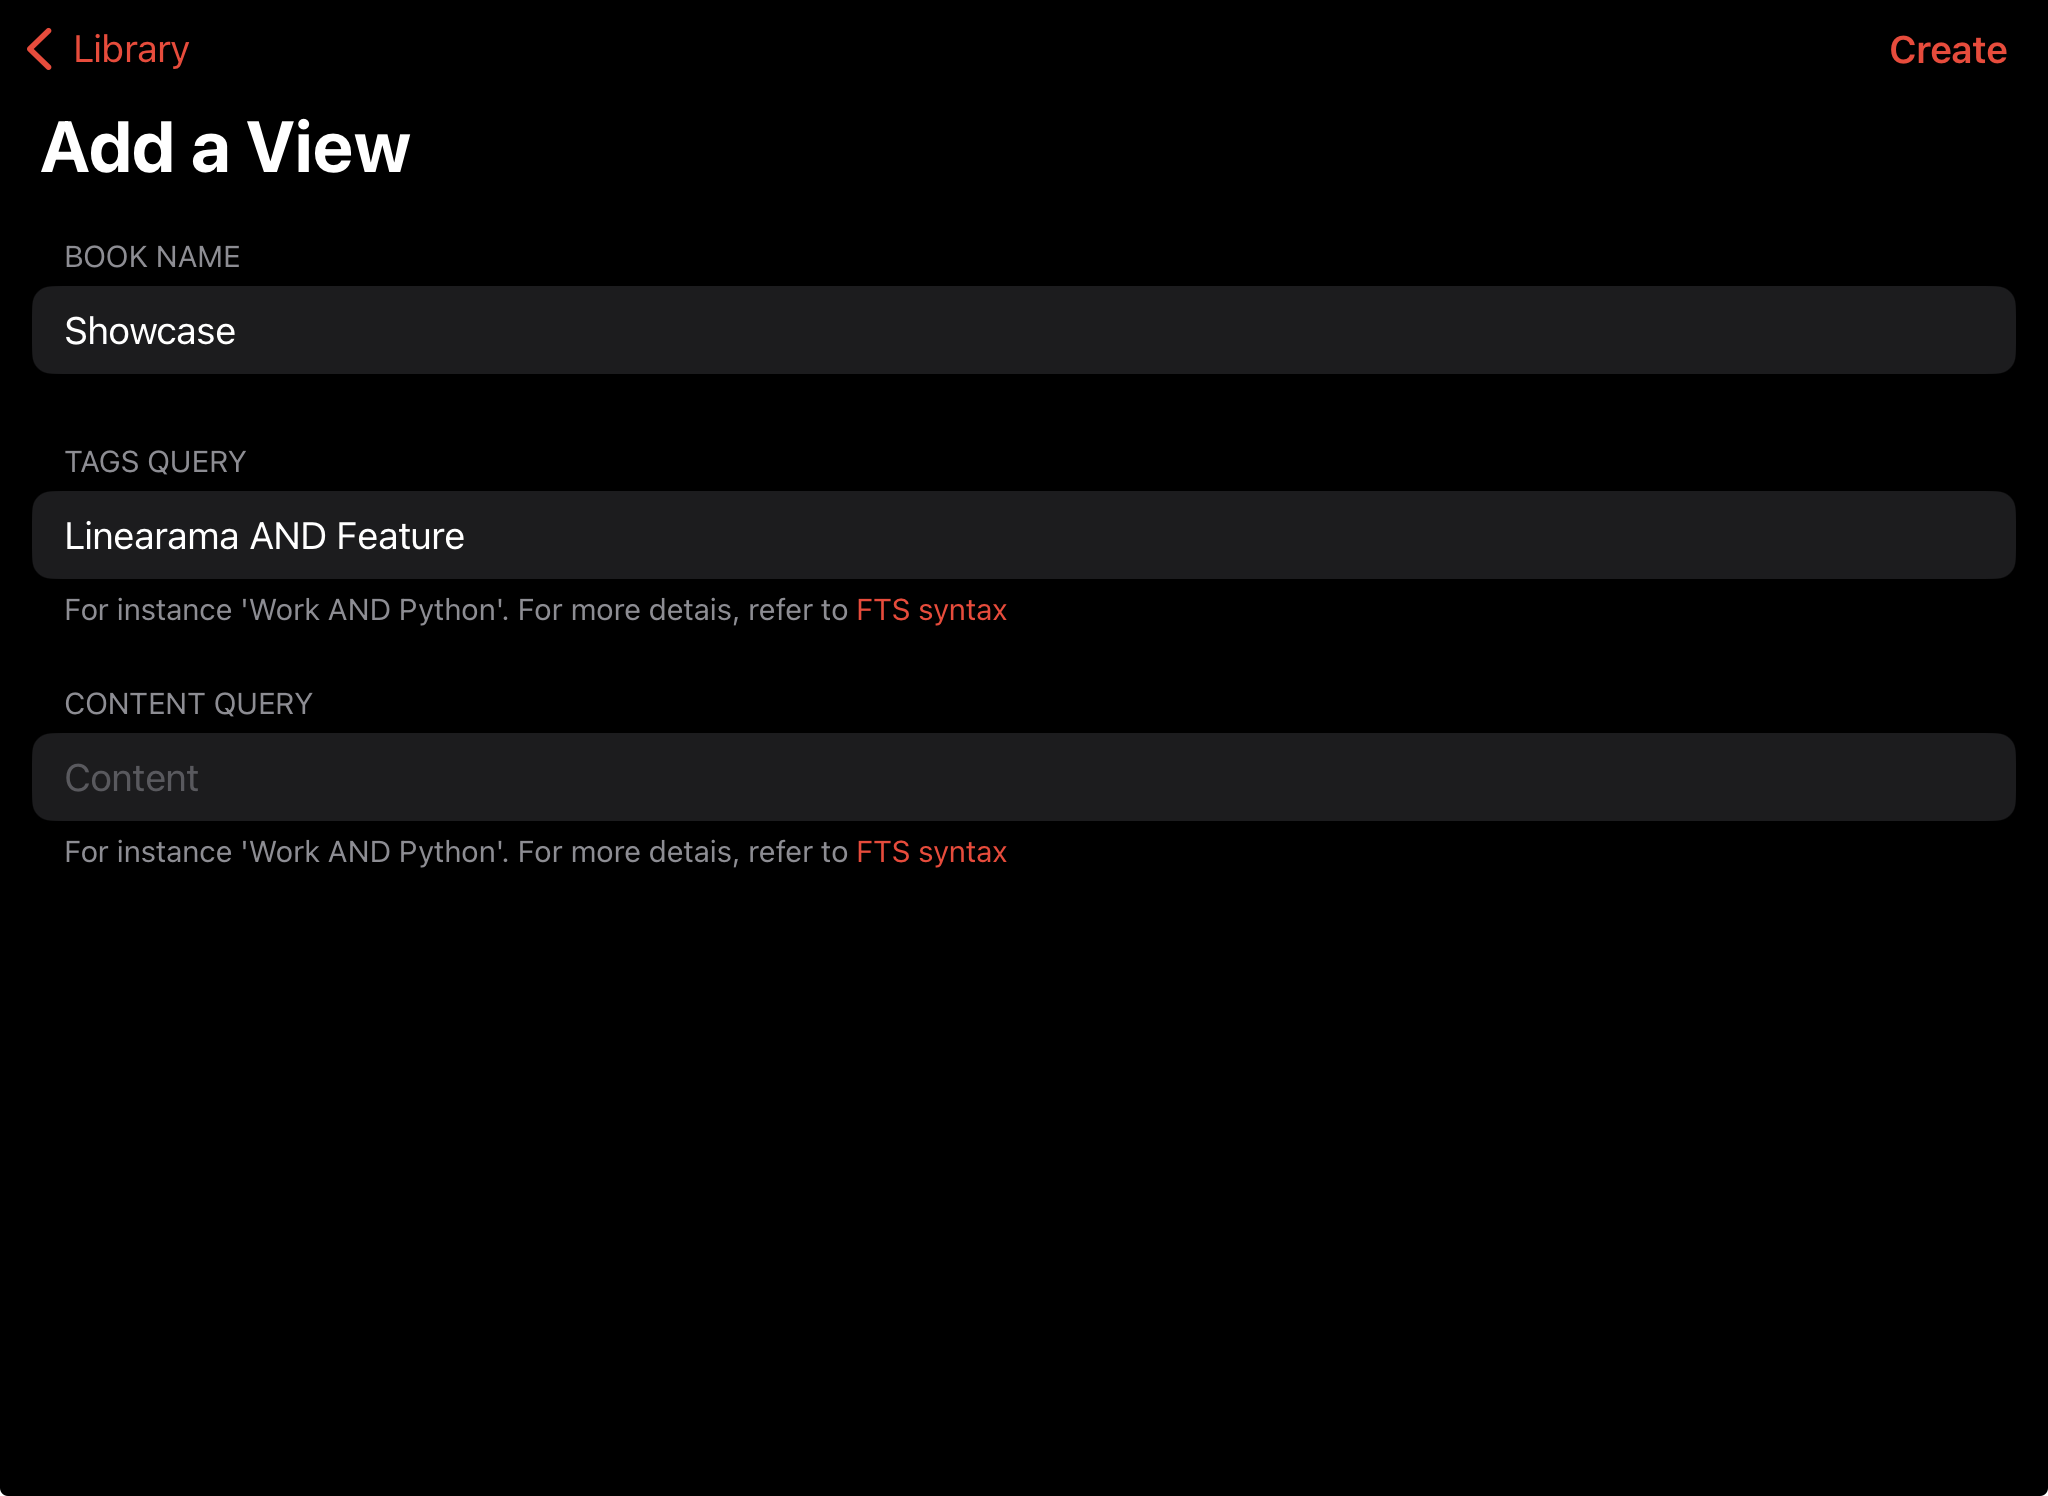 Library
Create
Add a View
BOOK NAME
Showcase
TAGS QUERY
Linearama AND Feature
For instance 'Work AND Python'. For more detais, refer to FTS syntax
CONTENT QUERY
Content
For instance 'Work AND Python'. For more detais, refer to FTS syntax